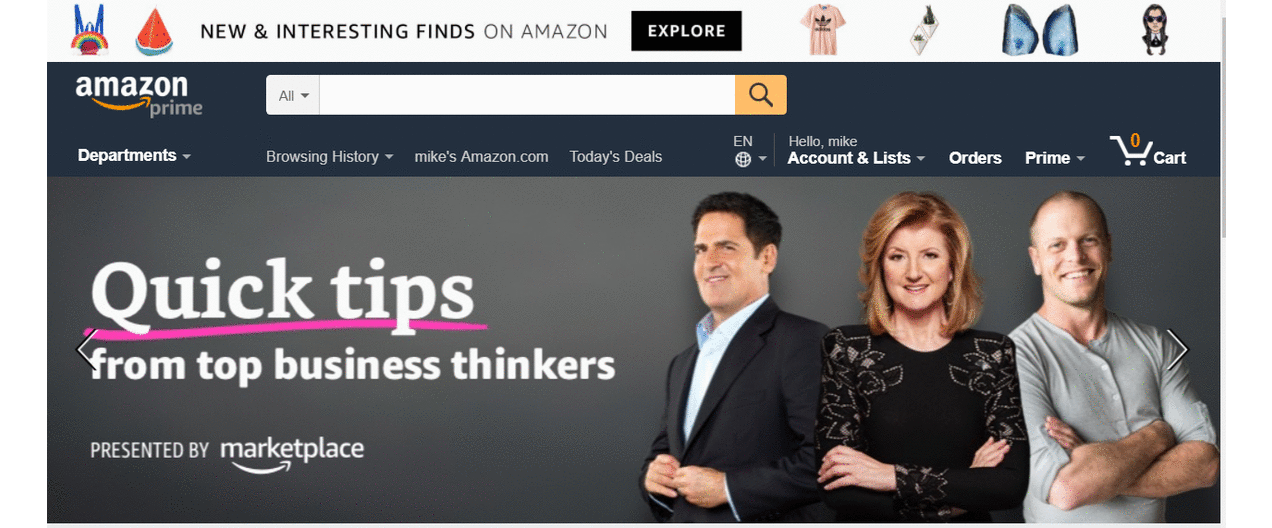 NEW & INTERESTING FINDS ON AMAZON EXPLORE
amazon
prime
All
Departments Browsing History mike's Amazon.com Today's Deals
EN
Hello, mike
Account & Lists Orders Prime 0 Cart
Quick tips
from top business thinkers
PRESENTED BY marketplace